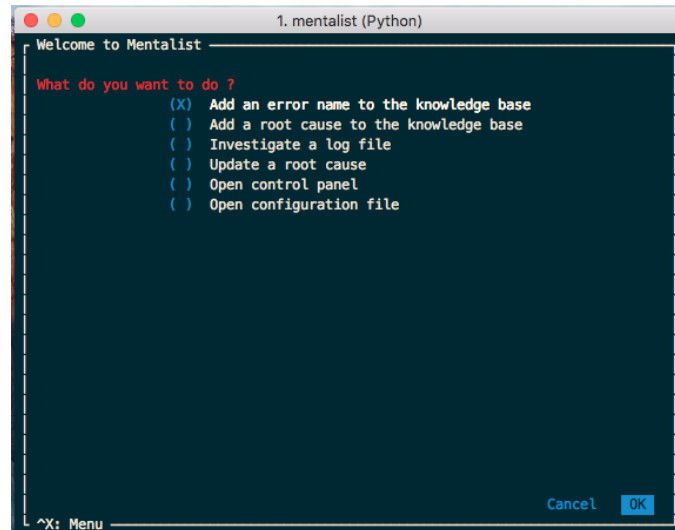 1. mentalist (Python)
Welcome to Mentalist
What do you want to do ?
(X) Add an error name to the knowledge base
( ) Add a root cause to the knowledge base
( ) Investigate a log file
( ) Update a root cause
( ) Open control panel
( ) Open configuration file
Cancel OK
^X: Menu